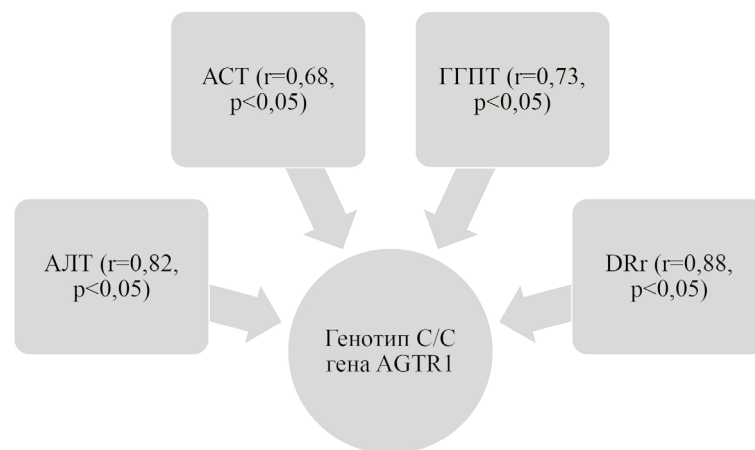 АСТ (r=0,68,
p<0,05)
ГГПТ (r=0,73,
p<0,05)
АЛТ (r=0,82,
p<0,05)
DRr (r=0,88,
p<0,05)
Генотип С/С
гена AGTR1